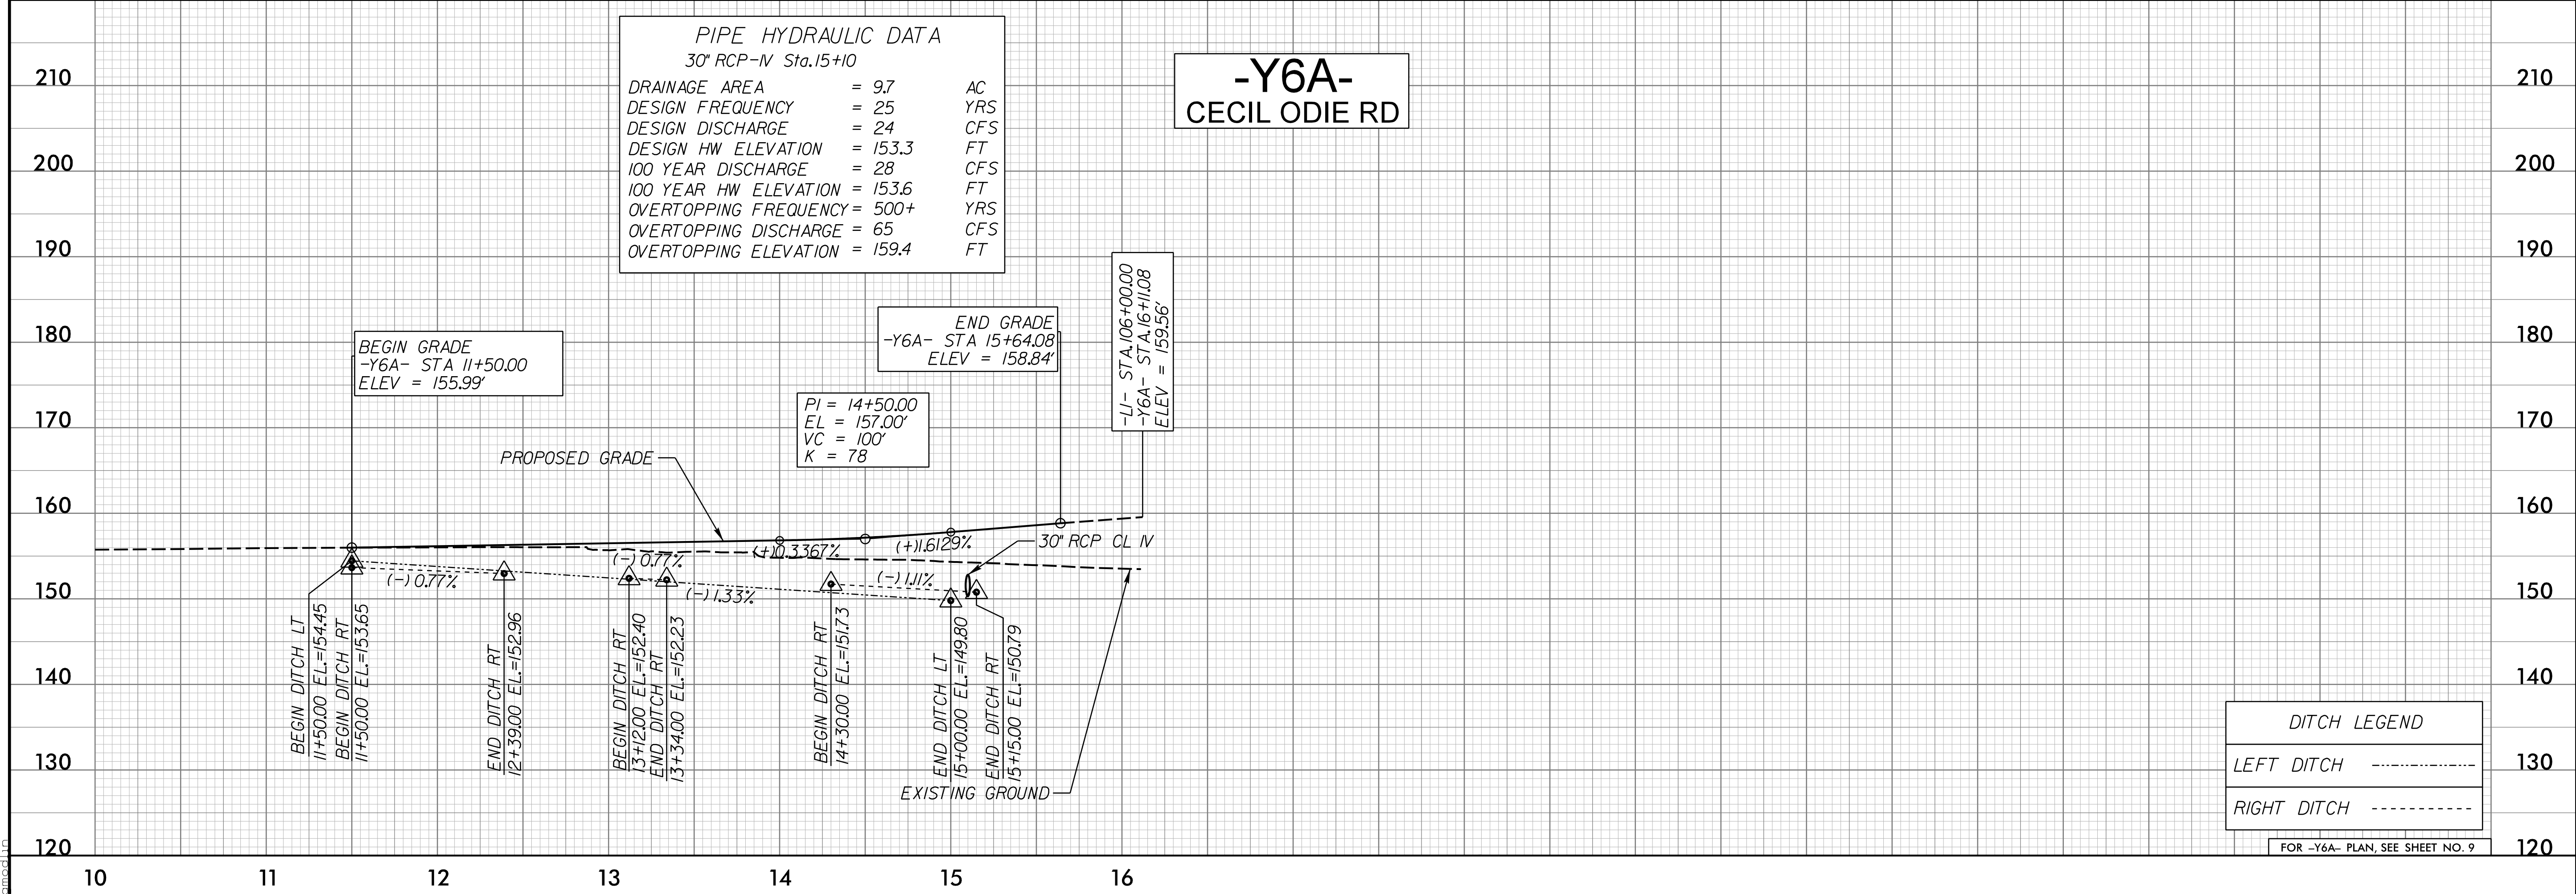 PIPE HYDRAULIC DATA
30" RCP-IV Sta.15+10
DRAINAGE AREA = 9.7 AC
DESIGN FREQUENCY = 25 YRS
DESIGN DISCHARGE = 24 CFS
DESIGN HW ELEVATION = 153.3 FT
100 YEAR DISCHARGE = 28 CFS
100 YEAR HW ELEVATION = 153.6 FT
OVERTOPPING FREQUENCY = 500+ YRS
OVERTOPPING DISCHARGE = 65 CFS
OVERTOPPING ELEVATION = 159.4 FT
-Y6A-
CECIL ODIE RD
210 210
200 200
190 190
180 180
170 170
160 160
150 150
140 140
130 130
120 120
BEGIN GRADE
-Y6A- STA 11+50.00
ELEV = 155.99'
END GRADE
-Y6A- STA 15+64.08
ELEV = 158.84'
-L1- STA.106+00.00
-Y6A- STA.16+11.08
ELEV = 159.56'
PI = 14+50.00
EL = 157.00'
VC = 100'
K = 78
PROPOSED GRADE
(+)0.3367%
(+)1.6129%
30" RCP CL IV
(-)0.77%
(-)0.77%
(-)1.33%
(-)1.11%
BEGIN DITCH LT
11+50.00 EL.=154.45
BEGIN DITCH RT
11+50.00 EL.=153.65
END DITCH RT
12+39.00 EL.=152.96
BEGIN DITCH RT
13+12.00 EL.=152.40
END DITCH RT
13+34.00 EL.=152.23
BEGIN DITCH RT
14+30.00 EL.=151.73
END DITCH LT
15+00.00 EL.=149.80
END DITCH RT
15+15.00 EL.=150.79
EXISTING GROUND
DITCH LEGEND
LEFT DITCH
RIGHT DITCH
FOR -Y6A- PLAN, SEE SHEET NO. 9
10 11 12 13 14 15 16